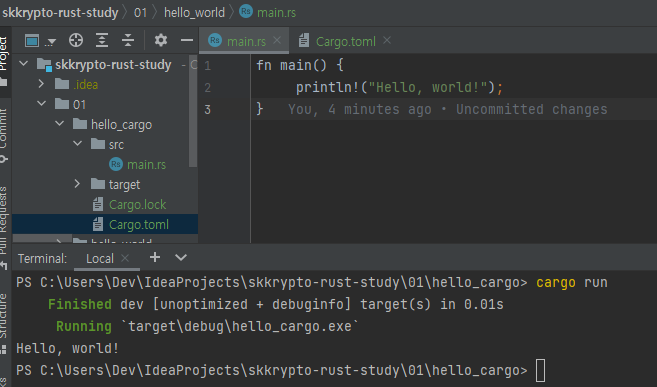 skkrypto-rust-study 01 hello_world main.rs
Project
Commit
Pull Requests
Structure
main.rs
Cargo.toml
skkrypto-rust-study
.idea
01
hello_cargo
src
main.rs
target
Cargo.lock
Cargo.toml
hello_world
1 fn main() {
2 println!("Hello, world!");
3 } You, 4 minutes ago • Uncommitted changes
Terminal: Local
PS C:\Users\Dev\IdeaProjects\skkrypto-rust-study\01\hello_cargo> cargo run
Finished dev [unoptimized + debuginfo] target(s) in 0.01s
Running `target\debug\hello_cargo.exe`
Hello, world!
PS C:\Users\Dev\IdeaProjects\skkrypto-rust-study\01\hello_cargo>